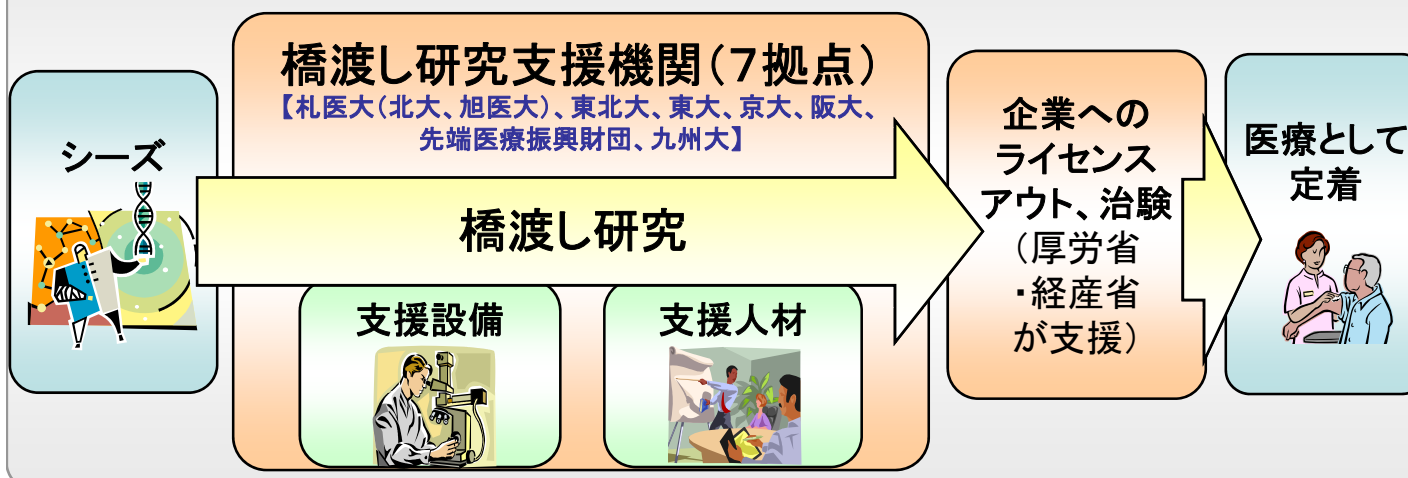 シーズ
橋渡し研究支援機関(7拠点)
【札医大(北大、旭医大)、東北大、東大、京大、阪大、
先端医療振興財団、九州大】
橋渡し研究
支援設備
支援人材
企業への
ライセンス
アウト、治験
(厚労省
・経産省
が支援)
医療として
定着